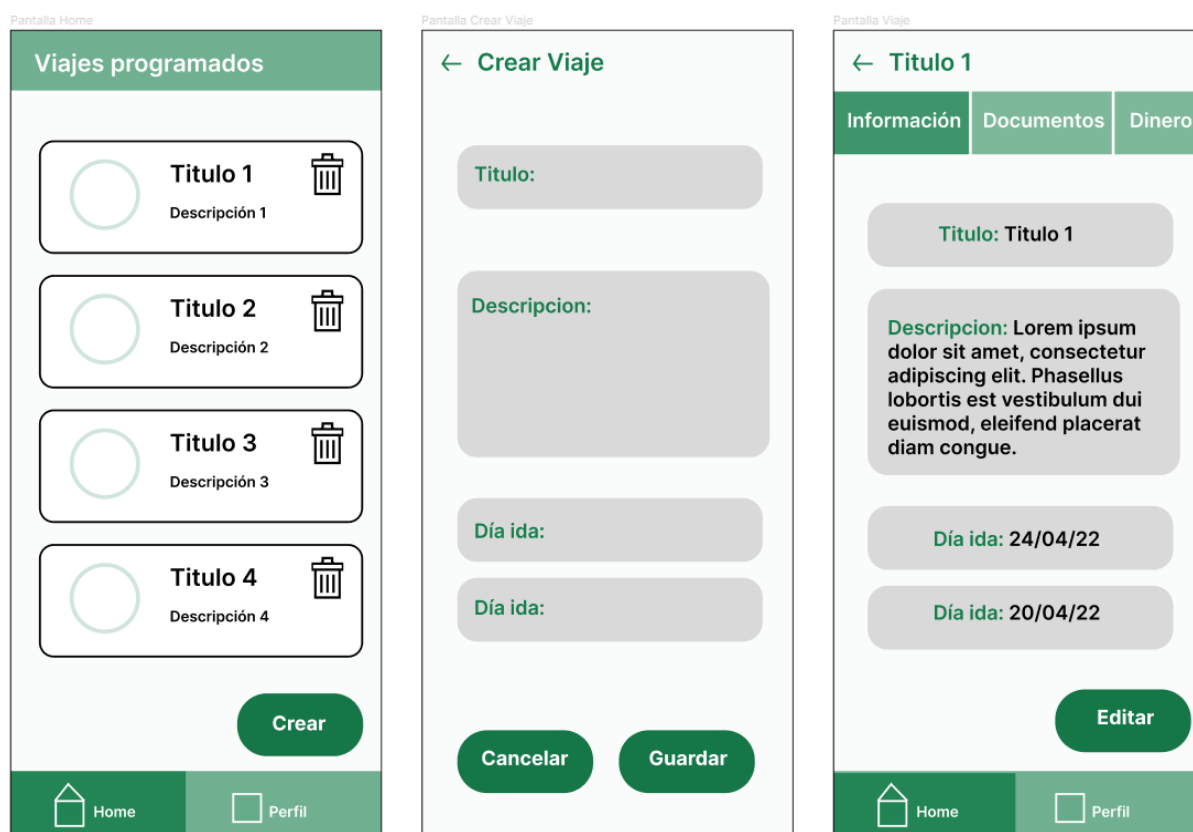 Pantalla Home
Viajes programados
Titulo 1
Descripción 1
Titulo 2
Descripción 2
Titulo 3
Descripción 3
Titulo 4
Descripción 4
Crear
Home
Perfil
Pantalla Crear Viaje
← Crear Viaje
Titulo:
Descripcion:
Día ida:
Día ida:
Cancelar
Guardar
Pantalla Viaje
← Titulo 1
Información
Documentos
Dinero
Titulo: Titulo 1
Descripcion: Lorem ipsum
dolor sit amet, consectetur
adipiscing elit. Phasellus
lobortis est vestibulum dui
euismod, eleifend placerat
diam congue.
Día ida: 24/04/22
Día ida: 20/04/22
Editar
Home
Perfil